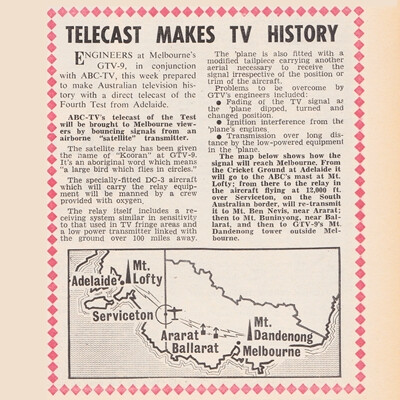 TELECAST MAKES TV HISTORY
ENGINEERS at Melbourne's
GTV-9, in conjunction
with ABC-TV, this week prepared
to make Australian television his-
tory with a direct telecast of the
Fourth Test from Adelaide.
ABC-TV's telecast of the Test
will be brought to Melbourne view-
ers by bouncing signals from an
airborne "satellite" transmitter.
The satellite relay has been given
the name of "Kooran" at GTV-9.
It's an aboriginal word which means
"a large bird which flies in circles."
The specially-fitted DC-3 aircraft
which will carry the relay equip-
ment will be manned by a crew
provided with oxygen.
The relay itself includes a re-
ceiving system similar in sensitivity
to that used in TV fringe areas and
a low power transmitter linked with
the ground over 100 miles away.
The 'plane is also fitted with a
modified tailpiece carrying another
aerial necessary to receive the
signal irrespective of the position or
trim of the aircraft.
Problems to be overcome by
GTV's engineers included:
● Fading of the TV signal as
the 'plane dipped, turned and
changed position.
● Ignition interference from the
'plane's engines.
● Transmission over long dist-
ance by the low-powered equipment
in the 'plane.
The map below shows how the
signal will reach Melbourne. From
the Cricket Ground at Adelaide it
will go to the ABC's mast at Mt.
Lofty; from there to the relay in
the aircraft flying at 12,000 ft.
over Serviceton, on the South
Australian border, will re-transmit
it to Mt. Ben Nevis, near Ararat;
then to Mt. Buninyong, near Bal-
larat, and then to GTV-9's Mt.
Dandenong tower outside Mel-
bourne.
Adelaide
Mt.
Lofty
Serviceton
Ararat
Ballarat
Mt.
Dandenong
Melbourne